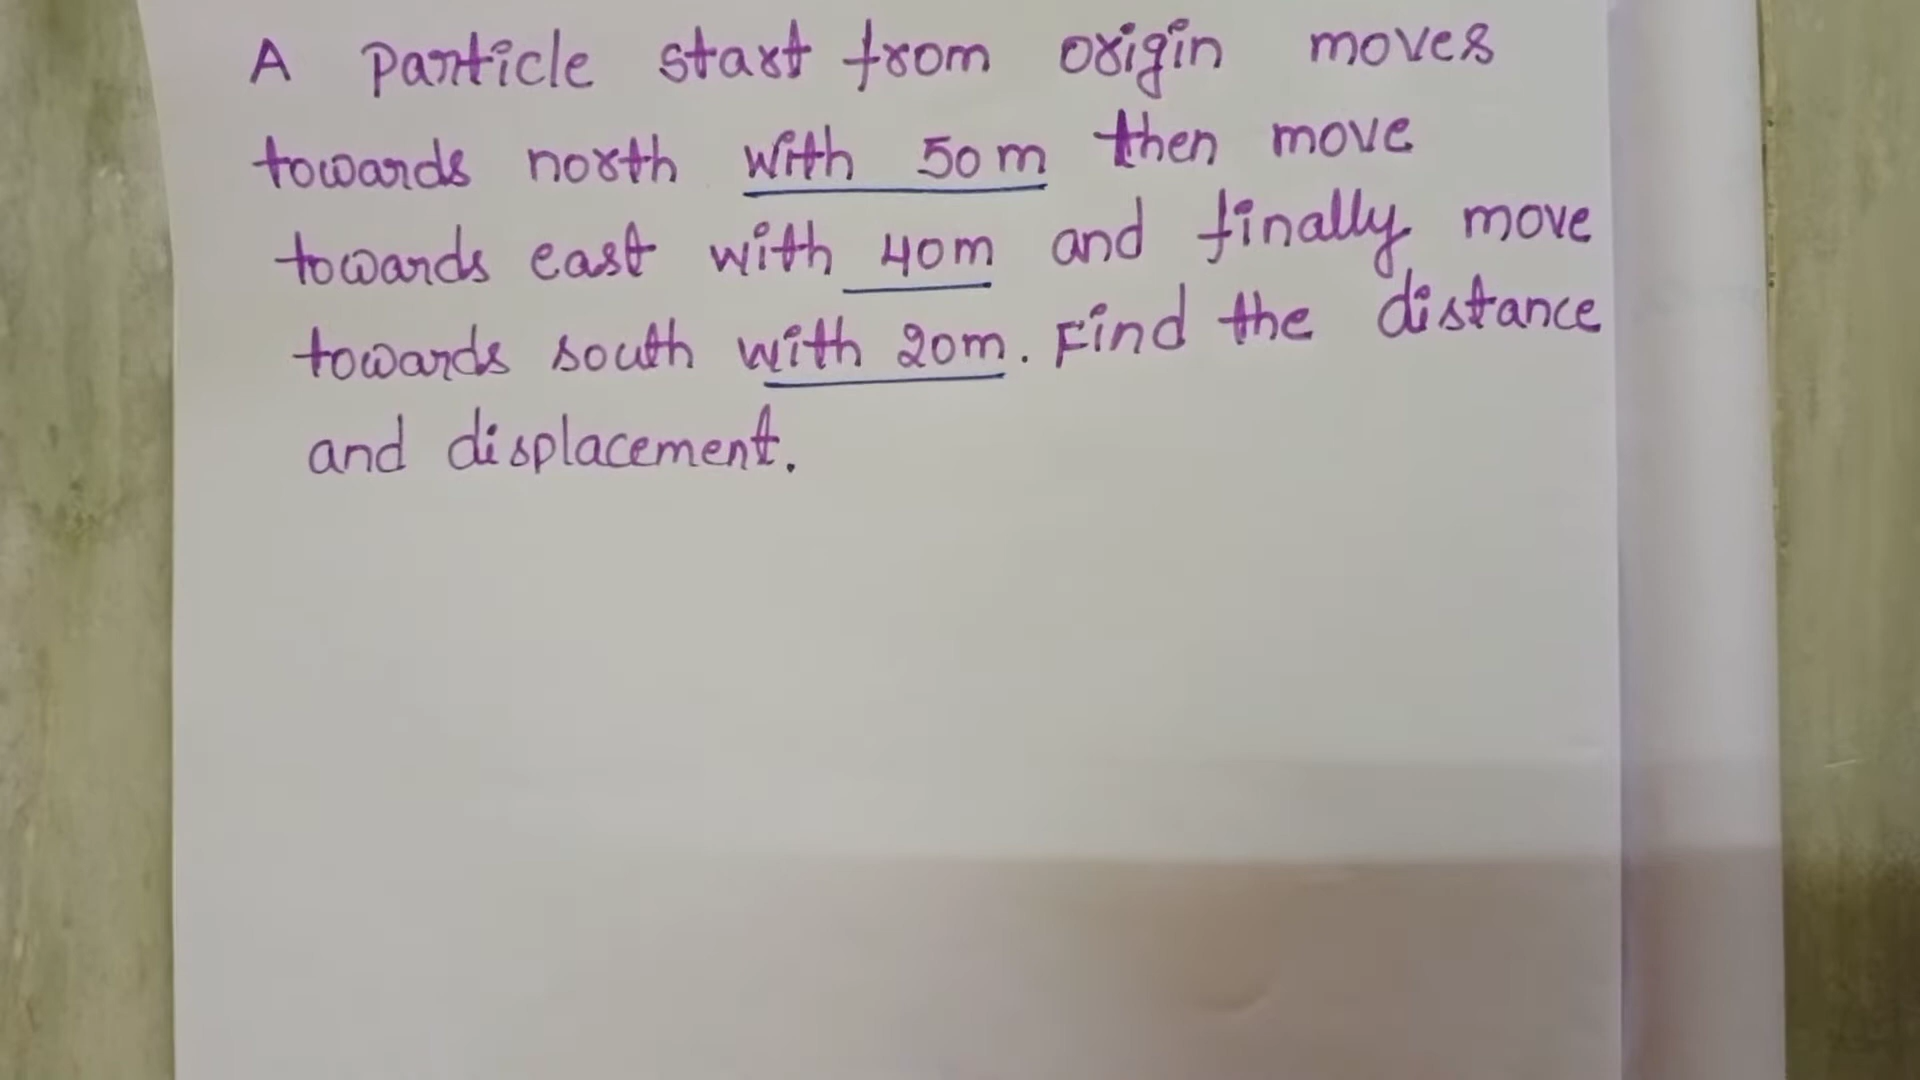 A particle start from origin moves
towards north with 50 m then move
towards east with 40m and finally move
towards south with 20m. Find the distance
and displacement.